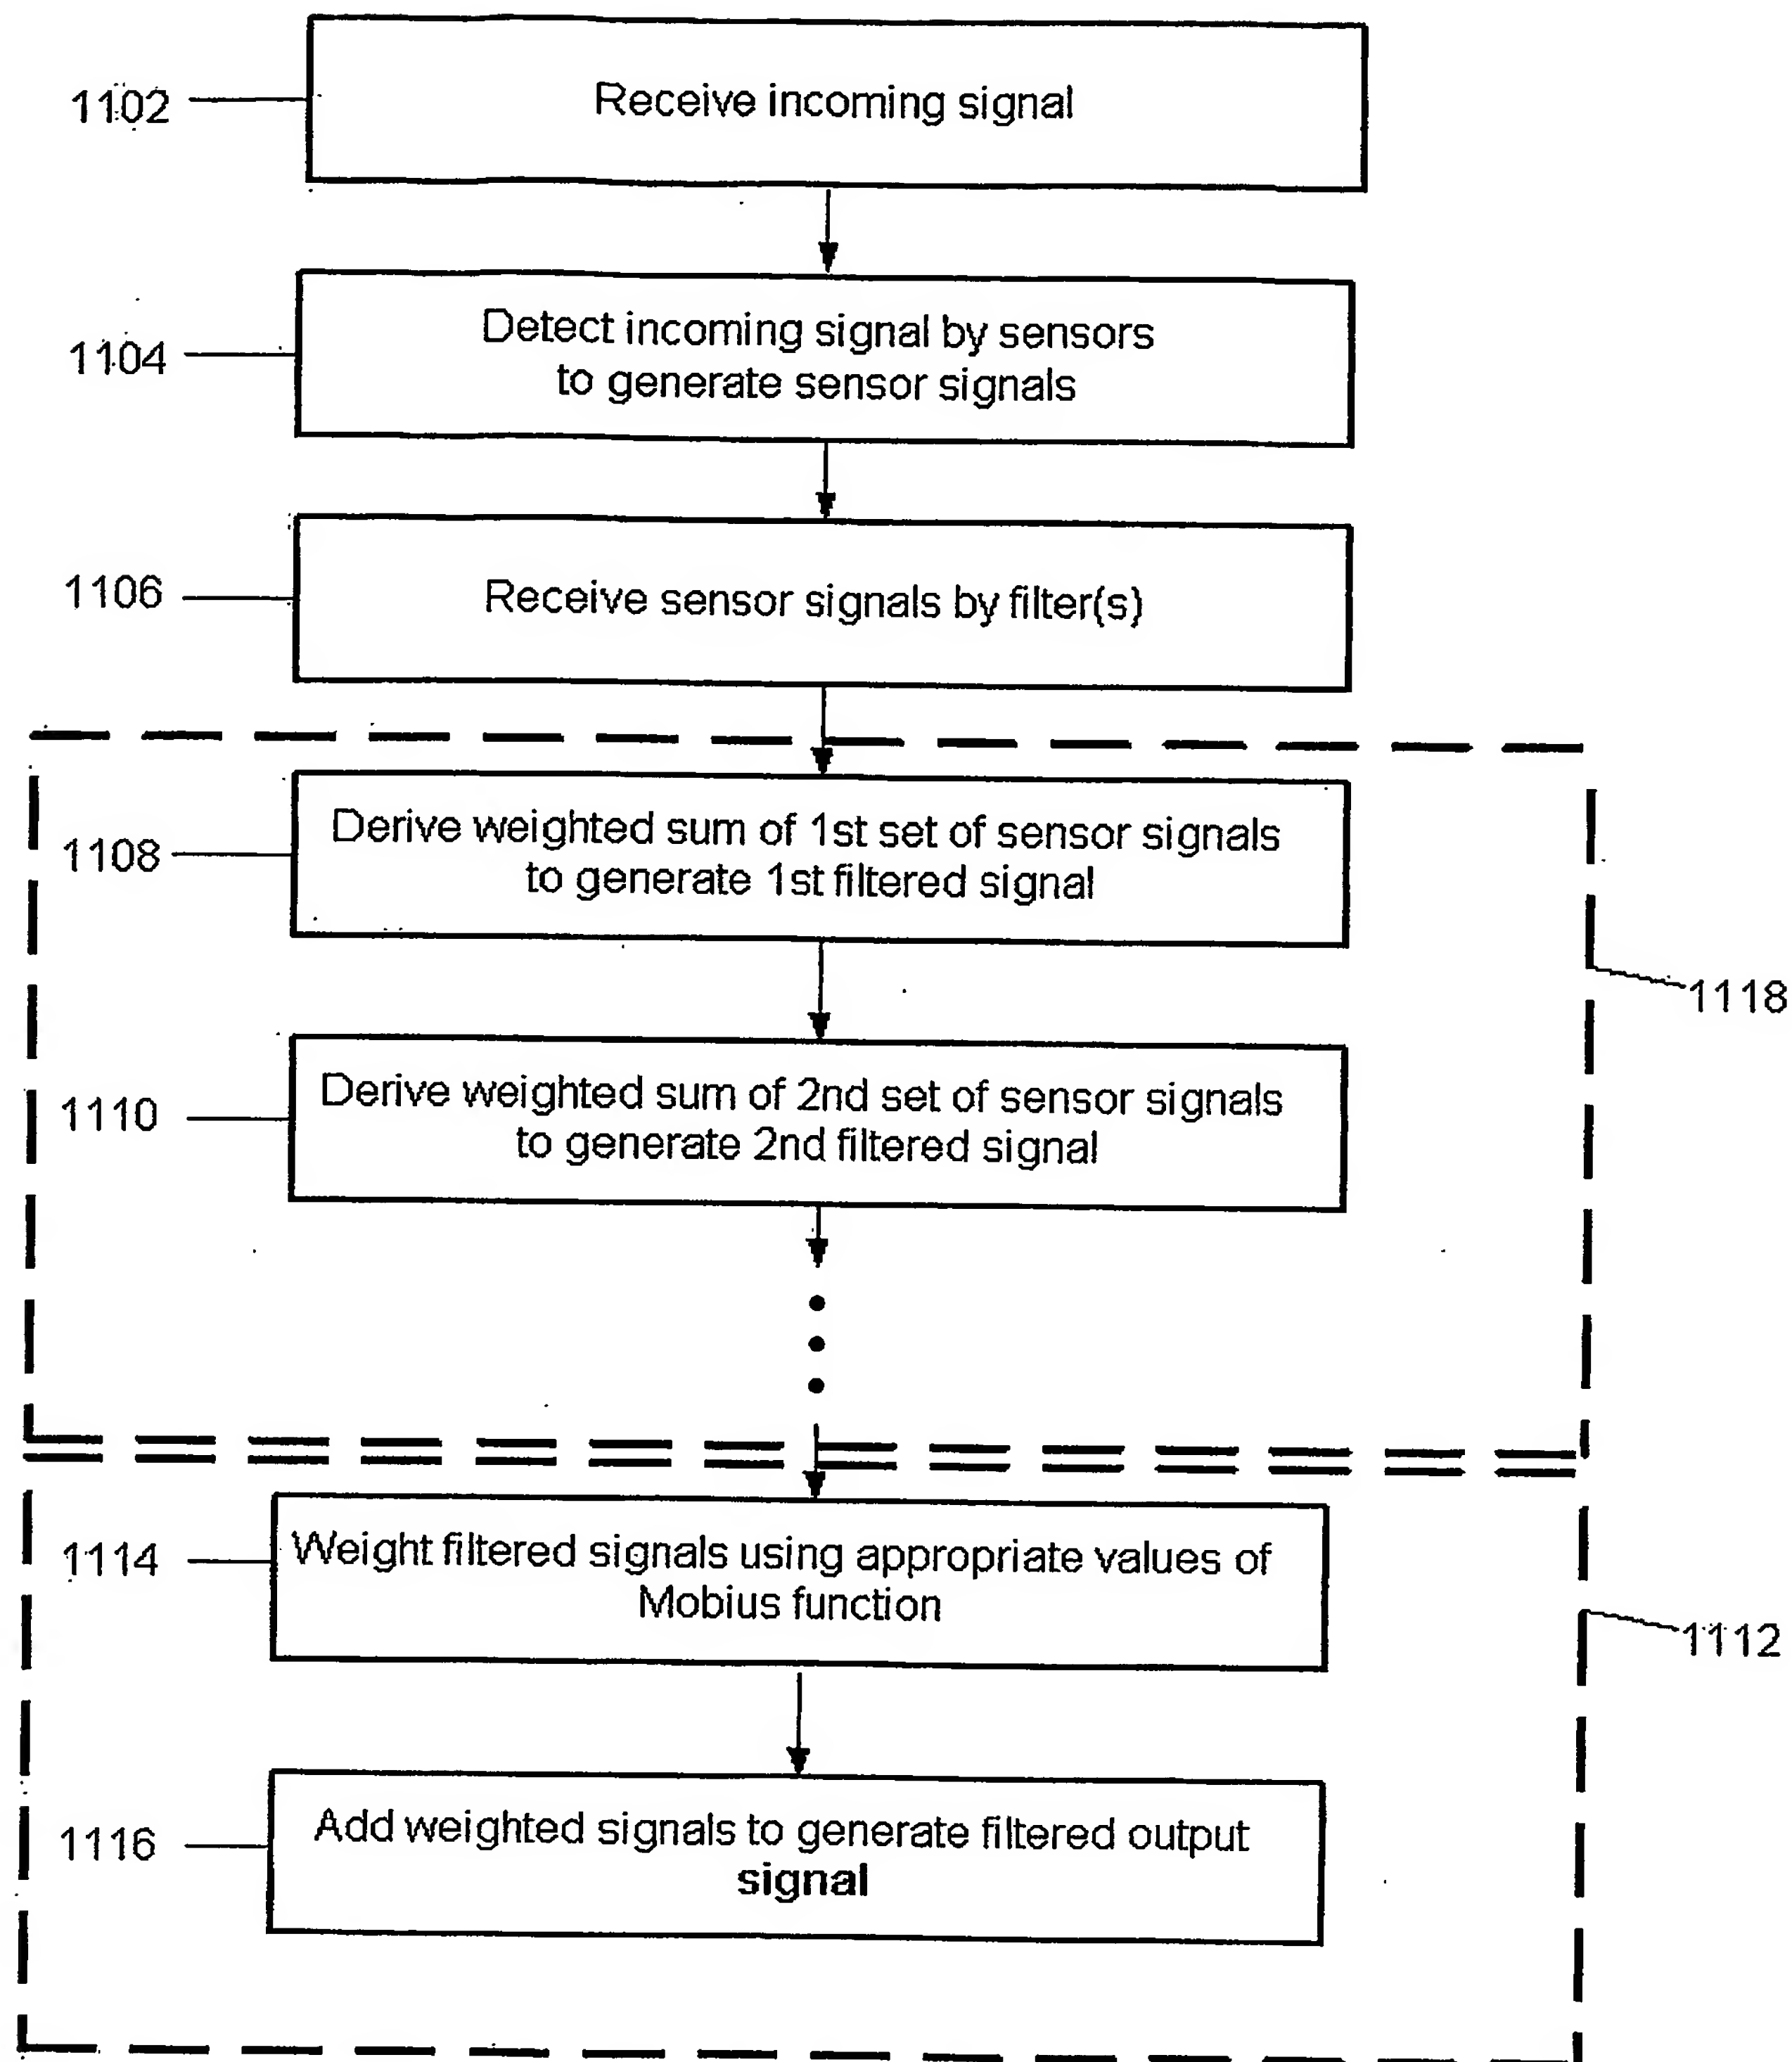 1102
Receive incoming signal
1104
Detect incoming signal by sensors
to generate sensor signals
1106
Receive sensor signals by filter(s)
1108
Derive weighted sum of 1st set of sensor signals
to generate 1st filtered signal
1118
1110
Derive weighted sum of 2nd set of sensor signals
to generate 2nd filtered signal
1114
Weight filtered signals using appropriate values of
Mobius function
1112
1116
Add weighted signals to generate filtered output
signal